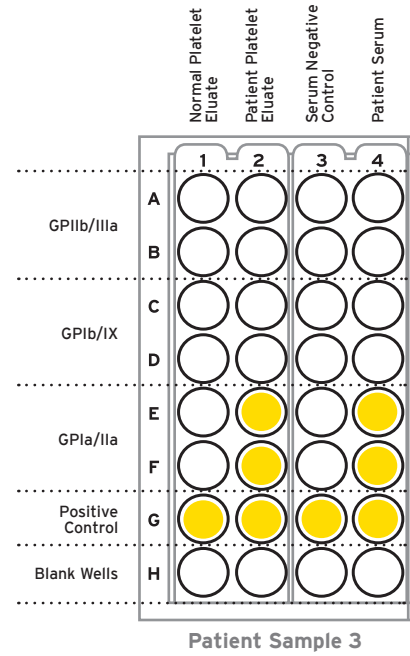 Normal Platelet
Eluate
Patient Platelet
Eluate
Serum Negative
Control
Patient Serum
1 2 3 4
A
GPIIb/IIIa
B
C
GPIb/IX
D
E
GPIa/IIa
F
Positive
Control
G
Blank Wells H
Patient Sample 3